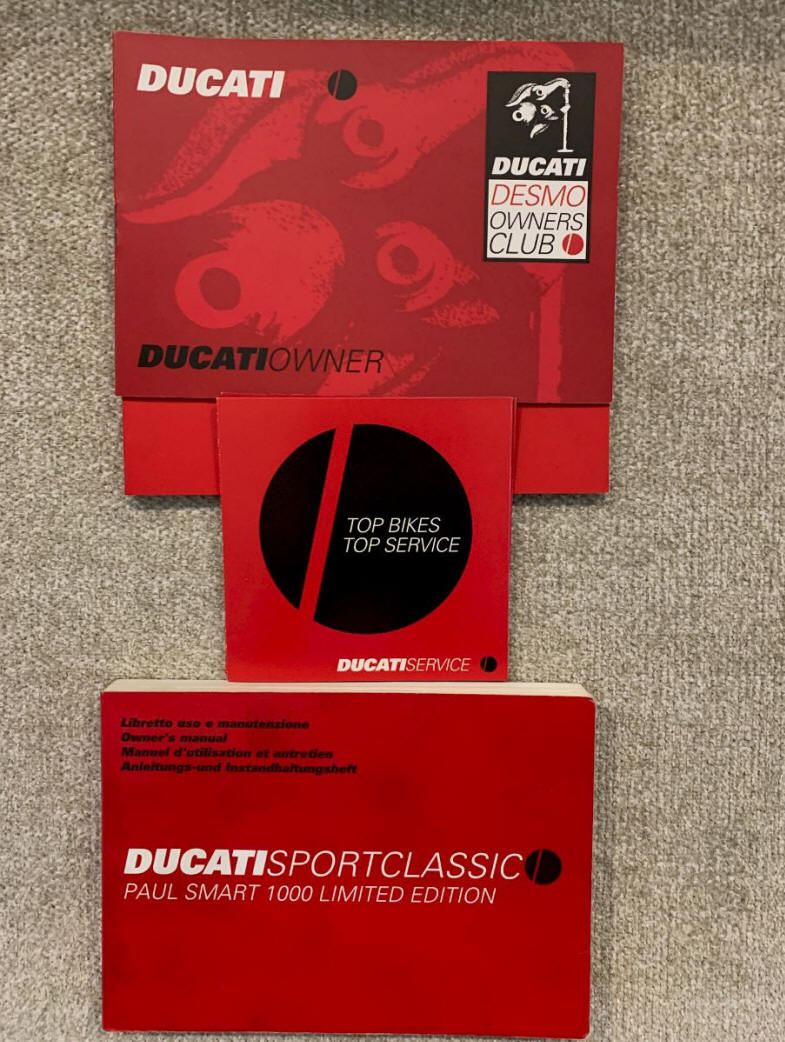 DUCATI
DUCATI
DESMO
OWNERS
CLUB
DUCATIOWNER
TOP BIKES
TOP SERVICE
DUCATISERVICE
Libretto uso e manutenzione
Owner's manual
Manuel d'utilisation et entretien
Anleitungs-und Instandhaltungsheft
DUCATISPORTCLASSIC
PAUL SMART 1000 LIMITED EDITION